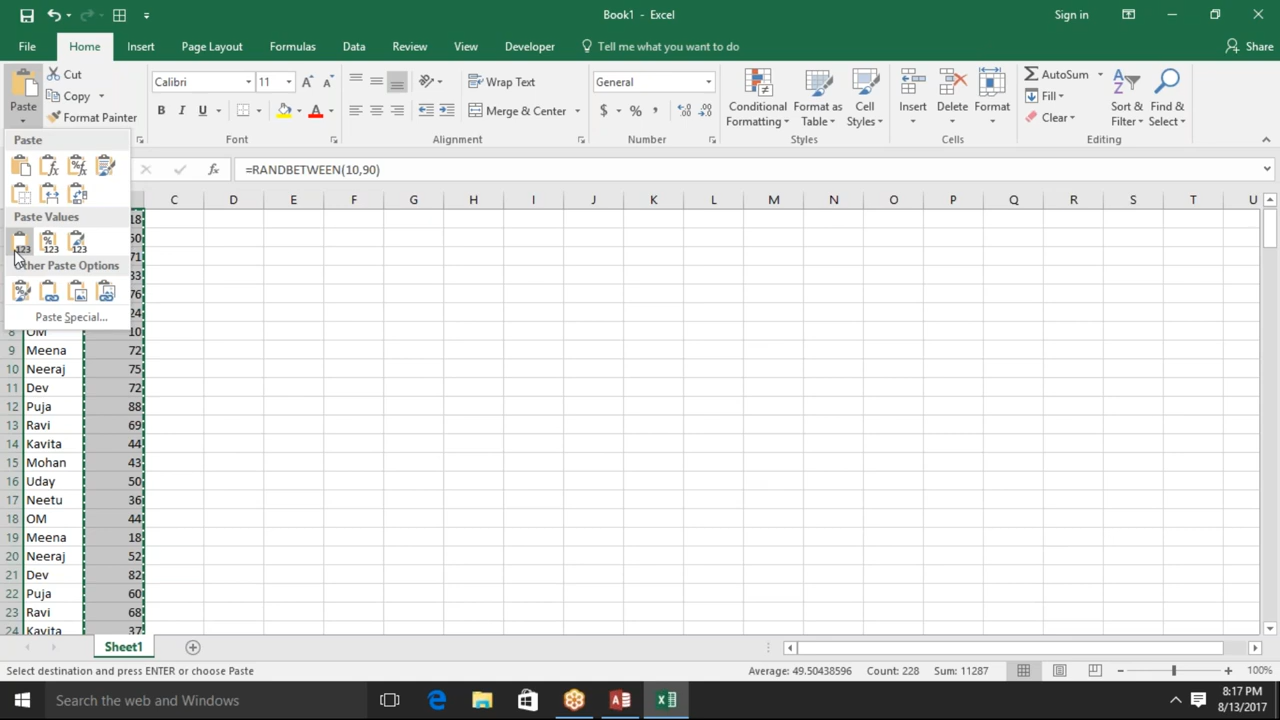 Book1 - Excel
Sign in
File Home Insert Page Layout Formulas Data Review View Developer Tell me what you want to do Share
Paste
Cut
Copy
Format Painter
Calibri 11
B I U A
Font
Wrap Text
Merge & Center
Alignment
General
$ % ,
Number
Conditional Formatting
Format as Table
Cell Styles
Styles
Insert Delete Format
Cells
AutoSum
Fill
Clear
Sort & Filter
Find & Select
Editing
Paste
Paste Values
Other Paste Options
Paste Special...
fx =RANDBETWEEN(10,90)
C D E F G H I J K L M N O P Q R S T U
18
60
71
33
76
24
8 OM 10
9 Meena 72
10 Neeraj 75
11 Dev 72
12 Puja 88
13 Ravi 69
14 Kavita 44
15 Mohan 43
16 Uday 50
17 Neetu 36
18 OM 44
19 Meena 18
20 Neeraj 52
21 Dev 82
22 Puja 60
23 Ravi 68
24 Kavita 37
Sheet1
Select destination and press ENTER or choose Paste Average: 49.50438596 Count: 228 Sum: 11287 100%
Search the web and Windows
8:17 PM
8/13/2017